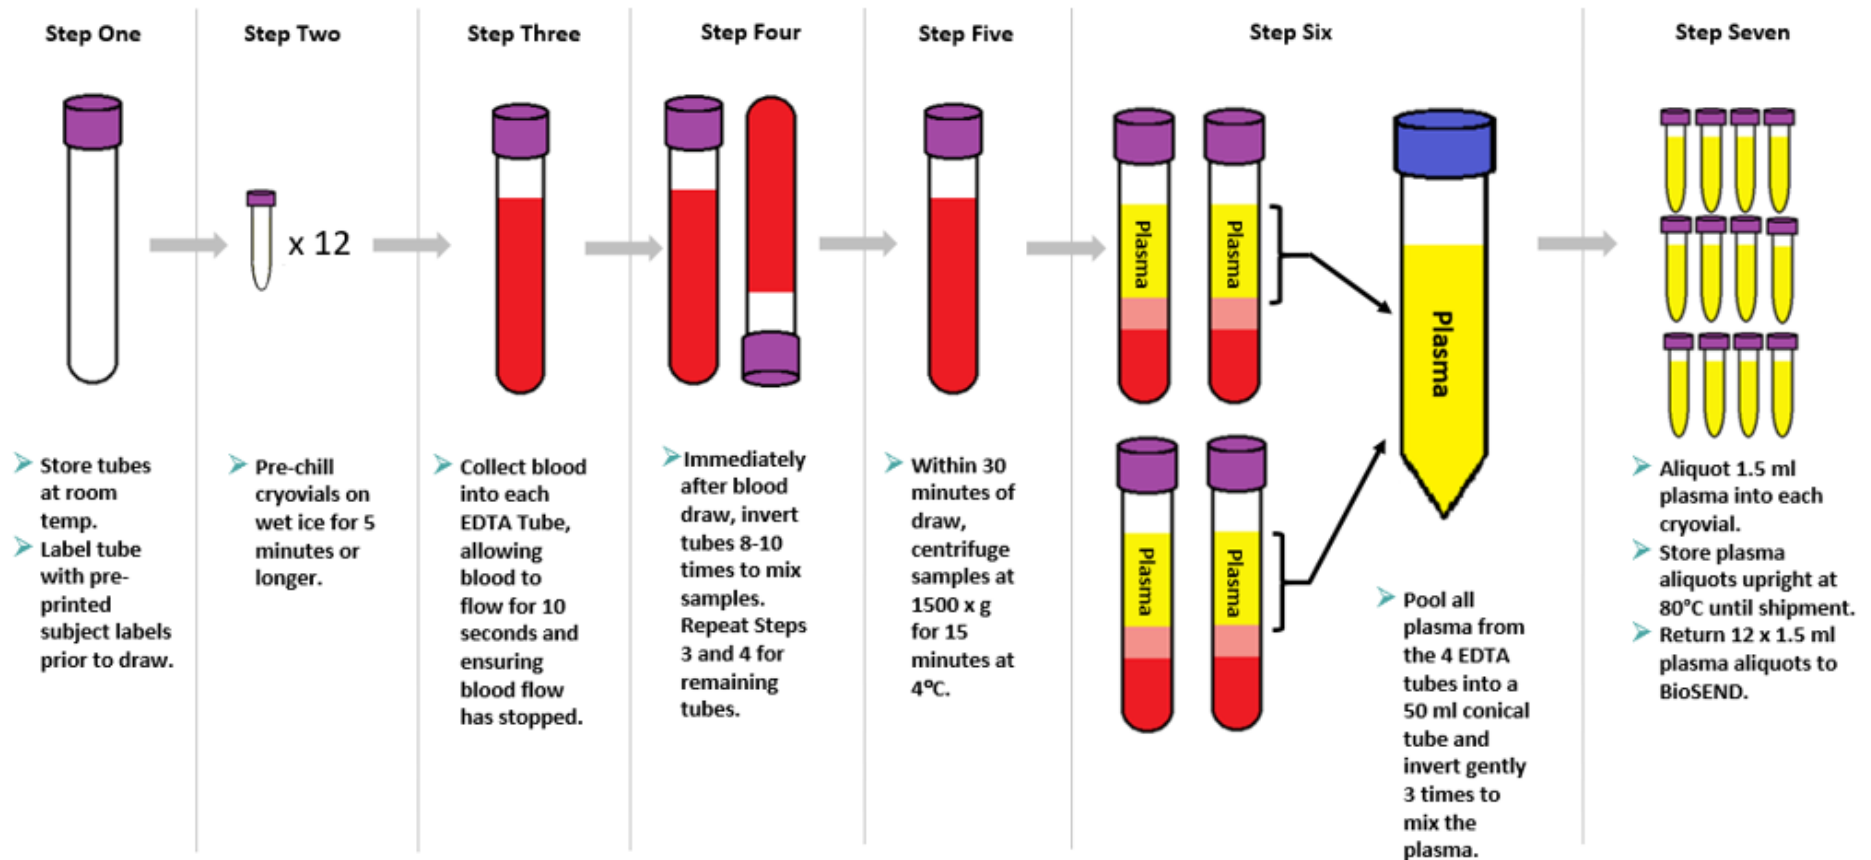 Step One
Store tubes
at room
temp.
Label tube
with pre-
printed
subject labels
prior to draw.
Step Two
x 12
Pre-chill
cryovials on
wet ice for 5
minutes or
longer.
Step Three
Collect blood
into each
EDTA Tube,
allowing
blood to
flow for 10
seconds and
ensuring
blood flow
has stopped.
Step Four
Immediately
after blood
draw, invert
tubes 8-10
times to mix
samples.
Repeat Steps
3 and 4 for
remaining
tubes.
Step Five
Within 30
minutes of
draw,
centrifuge
samples at
1500 x g
for 15
minutes at
4°C.
Step Six
Plasma
Plasma
Plasma
Plasma
Plasma
Pool all
plasma from
the 4 EDTA
tubes into a
50 ml conical
tube and
invert gently
3 times to
mix the
plasma.
Step Seven
Aliquot 1.5 ml
plasma into each
cryovial.
Store plasma
aliquots upright at
80°C until shipment.
Return 12 x 1.5 ml
plasma aliquots to
BioSEND.